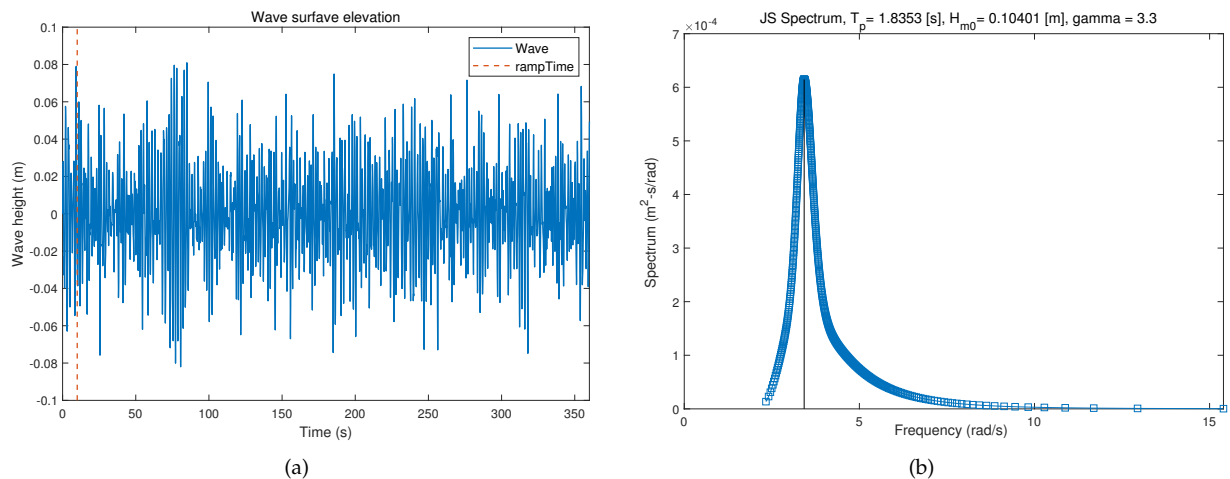 Wave surfave elevation
0.1
0.08
0.06
0.04
0.02
0
-0.02
-0.04
-0.06
-0.08
-0.1
Wave height (m)
Wave
rampTime
0 50 100 150 200 250 300 350
Time (s)
(a)
JS Spectrum, T_p= 1.8353 [s], H_m0= 0.10401 [m], gamma = 3.3
×10^-4
7
6
5
4
3
2
1
0
Spectrum (m^2-s/rad)
0 5 10 15
Frequency (rad/s)
(b)